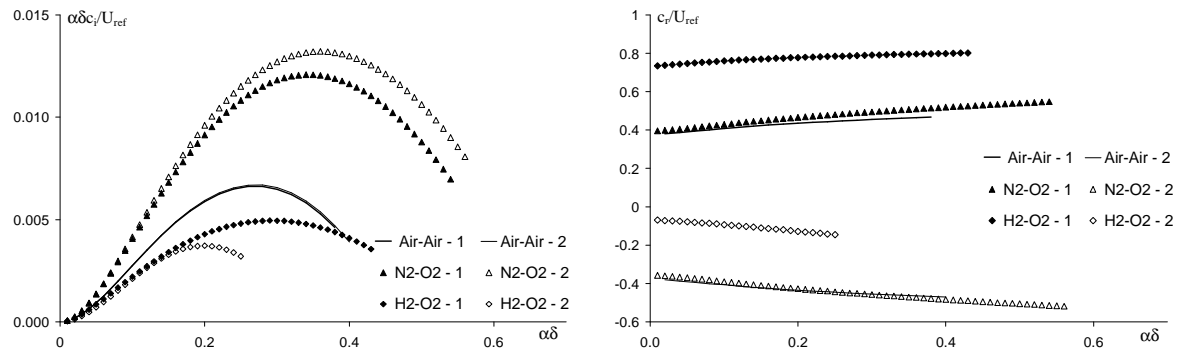 αδcᵢ/U_ref
0.015
0.010
0.005
0.000
0
0.2
0.4
0.6
αδ
Air-Air - 1
Air-Air - 2
N2-O2 - 1
N2-O2 - 2
H2-O2 - 1
H2-O2 - 2
cᵣ/U_ref
1
0.8
0.6
0.4
0.2
0
-0.2
-0.4
-0.6
0.0
0.2
0.4
0.6
αδ
Air-Air - 1
Air-Air - 2
N2-O2 - 1
N2-O2 - 2
H2-O2 - 1
H2-O2 - 2